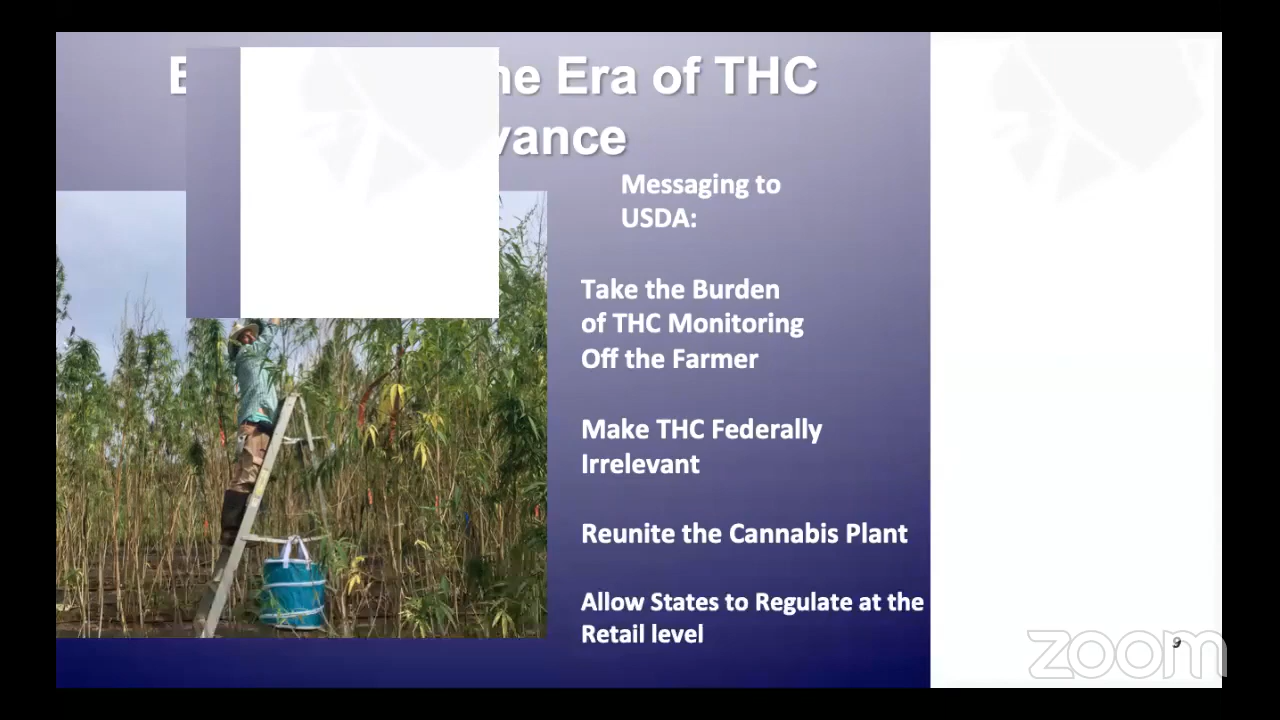 he Era of THC
vance
Messaging to
USDA:
Take the Burden
of THC Monitoring
Off the Farmer
Make THC Federally
Irrelevant
Reunite the Cannabis Plant
Allow States to Regulate at the
Retail level
9
zoom